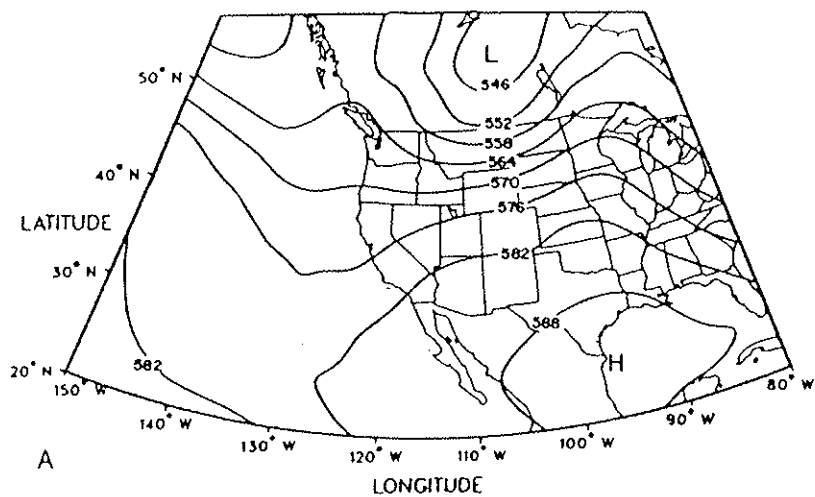 L
50° N
546
552
558
564
40° N
570
576
LATITUDE
582
30° N
588
H
582
20° N
150° W
80° W
140° W
90° W
130° W
100° W
120° W
110° W
A
LONGITUDE